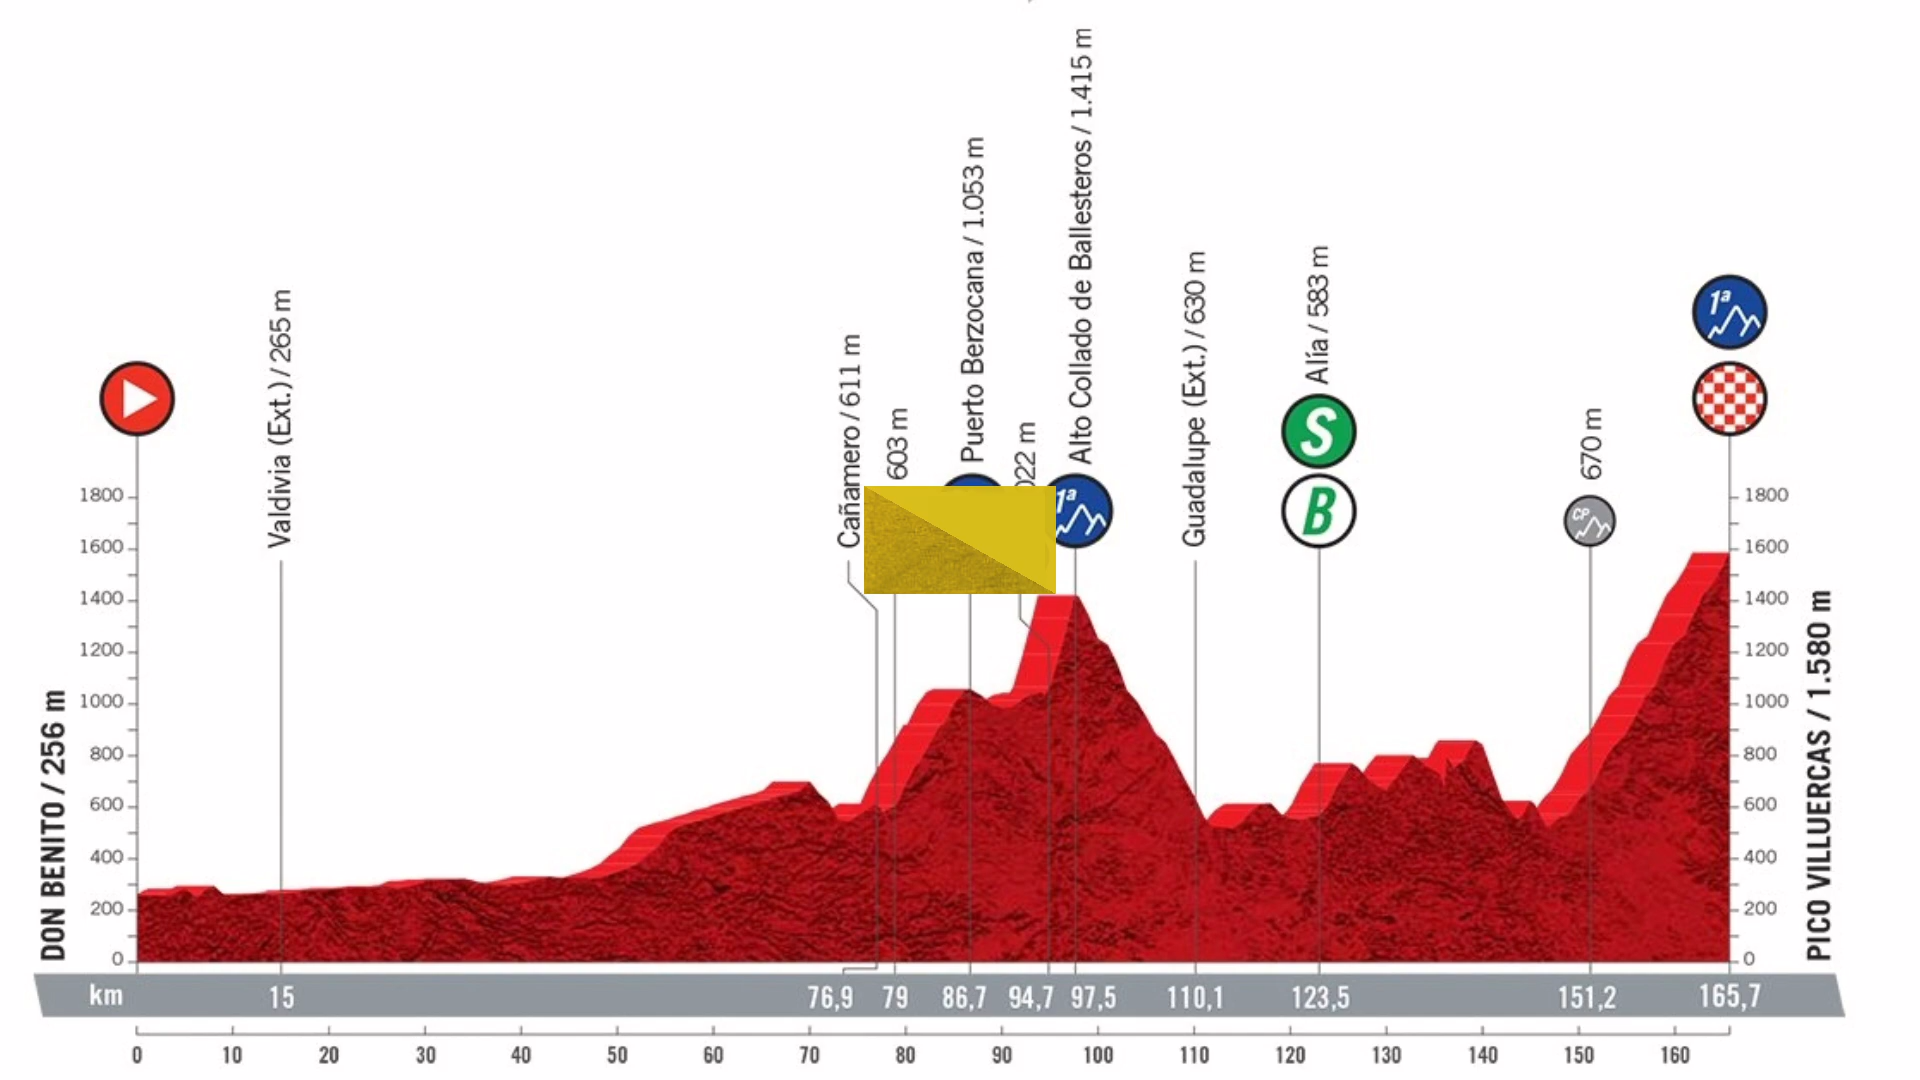 Valdivia (Ext.) / 265 m
Cañamero / 611 m
603 m
Puerto Berzocana / 1.053 m
022 m
Alto Collado de Ballesteros / 1.415 m
Guadalupe (Ext.) / 630 m
Alía / 583 m
670 m
1ª
1ª
S
B
CP
DON BENITO / 256 m
PICO VILLUERCAS / 1.580 m
1800
1600
1400
1200
1000
800
600
400
200
0
1800
1600
1400
1200
1000
800
600
400
200
0
km 15 76,9 79 86,7 94,7 97,5 110,1 123,5 151,2 165,7
0 10 20 30 40 50 60 70 80 90 100 110 120 130 140 150 160